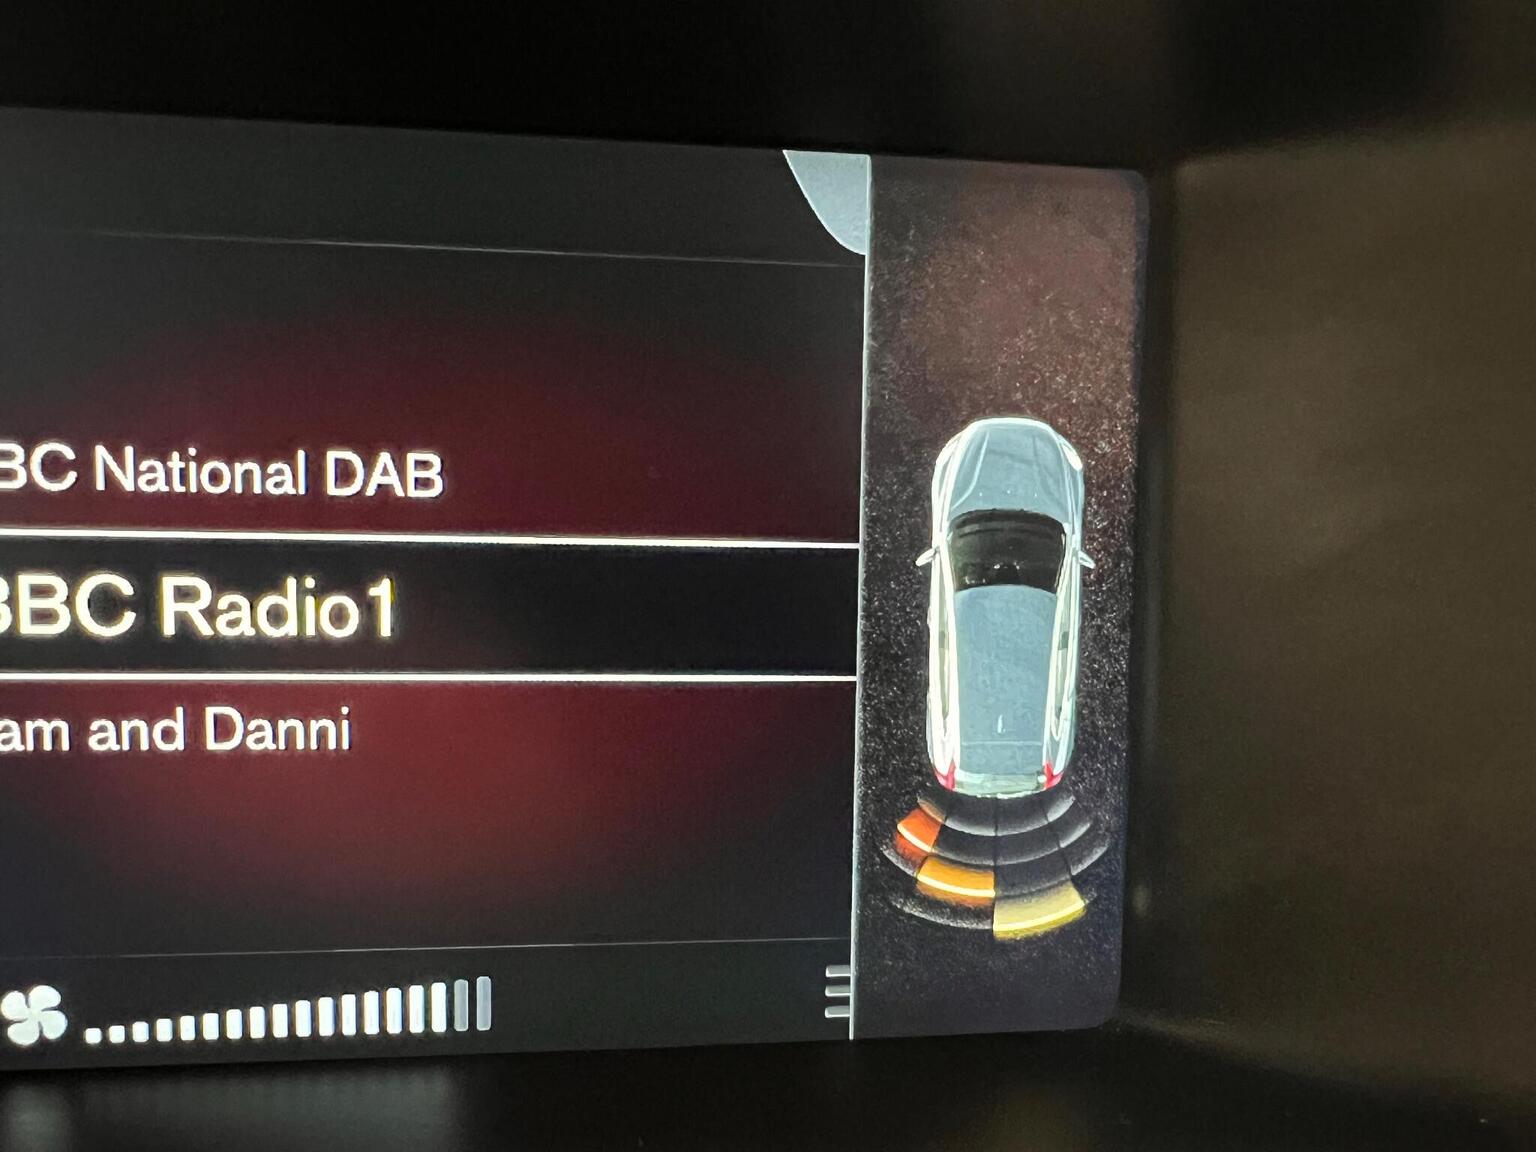 BC National DAB
BBC Radio1
am and Danni